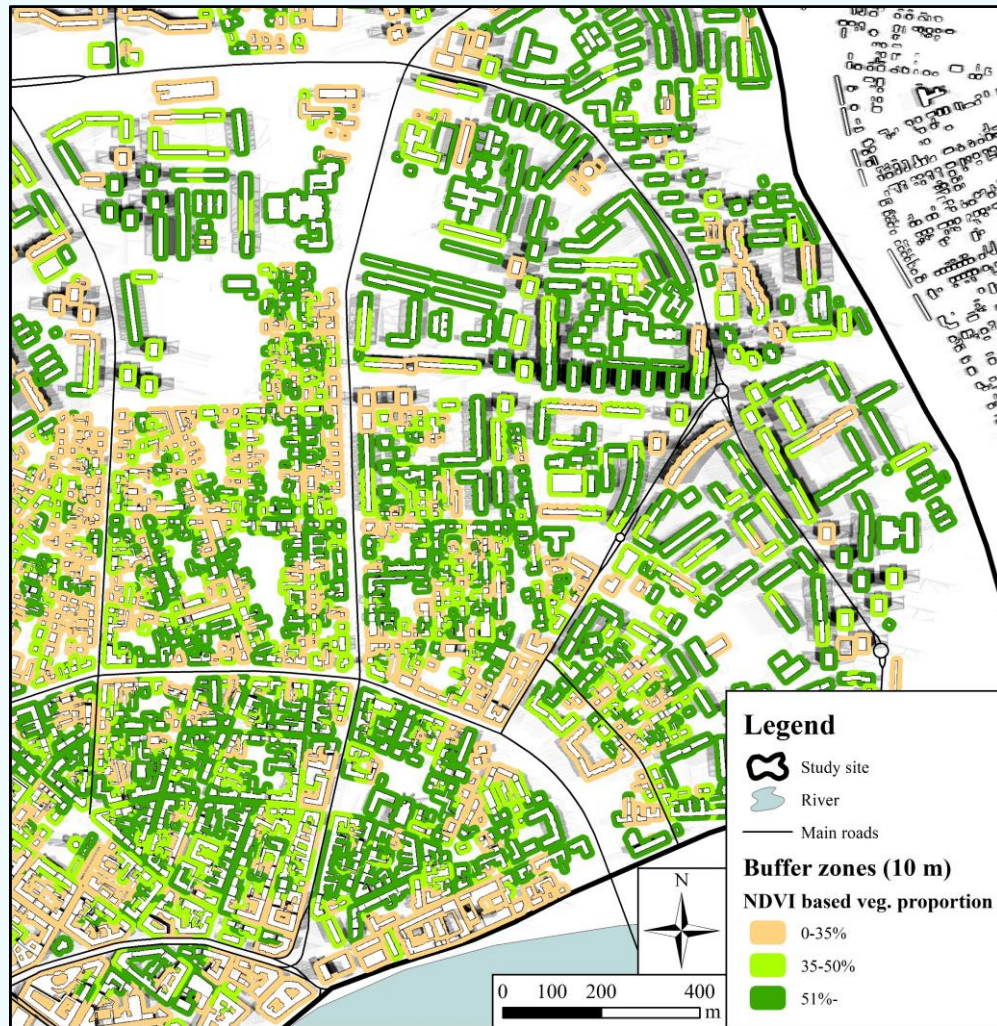 Legend
Study site
River
Main roads
Buffer zones (10 m)
NDVI based veg. proportion
0-35%
35-50%
51%-
N
0 100 200 400
m